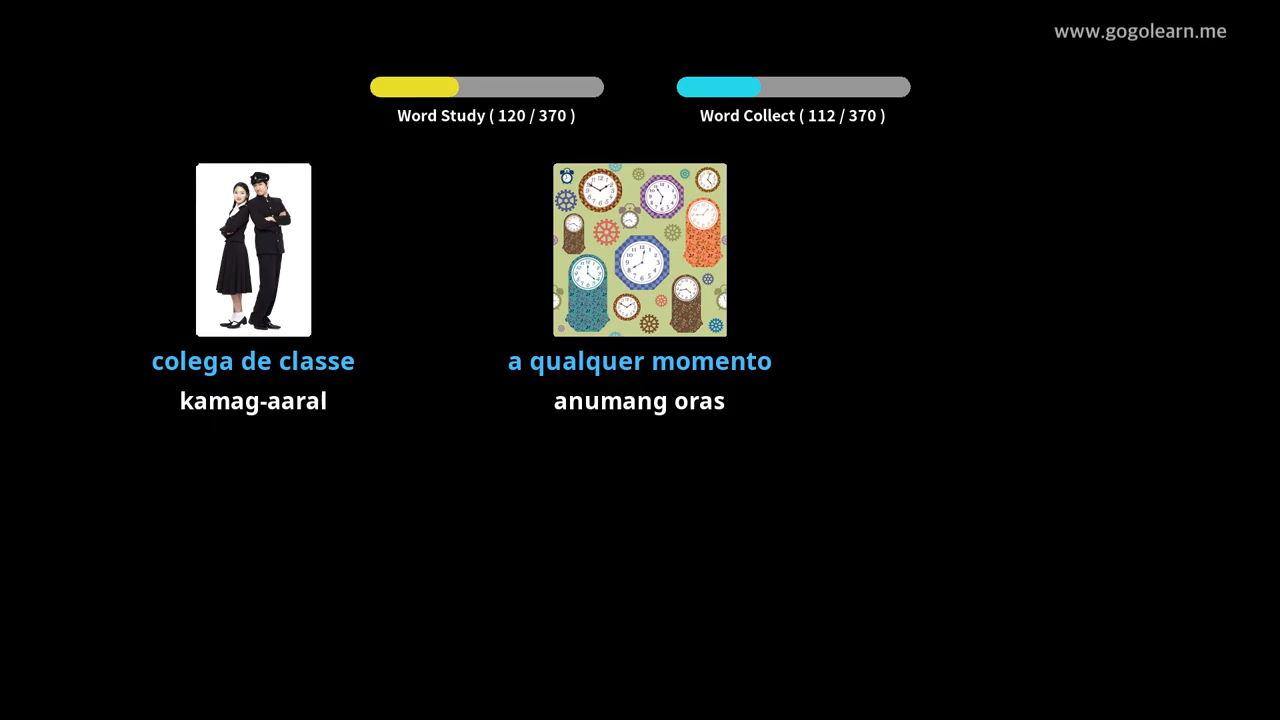 www.gogolearn.me
Word Study ( 120 / 370 )
Word Collect ( 112 / 370 )
colega de classe
kamag-aaral
a qualquer momento
anumang oras